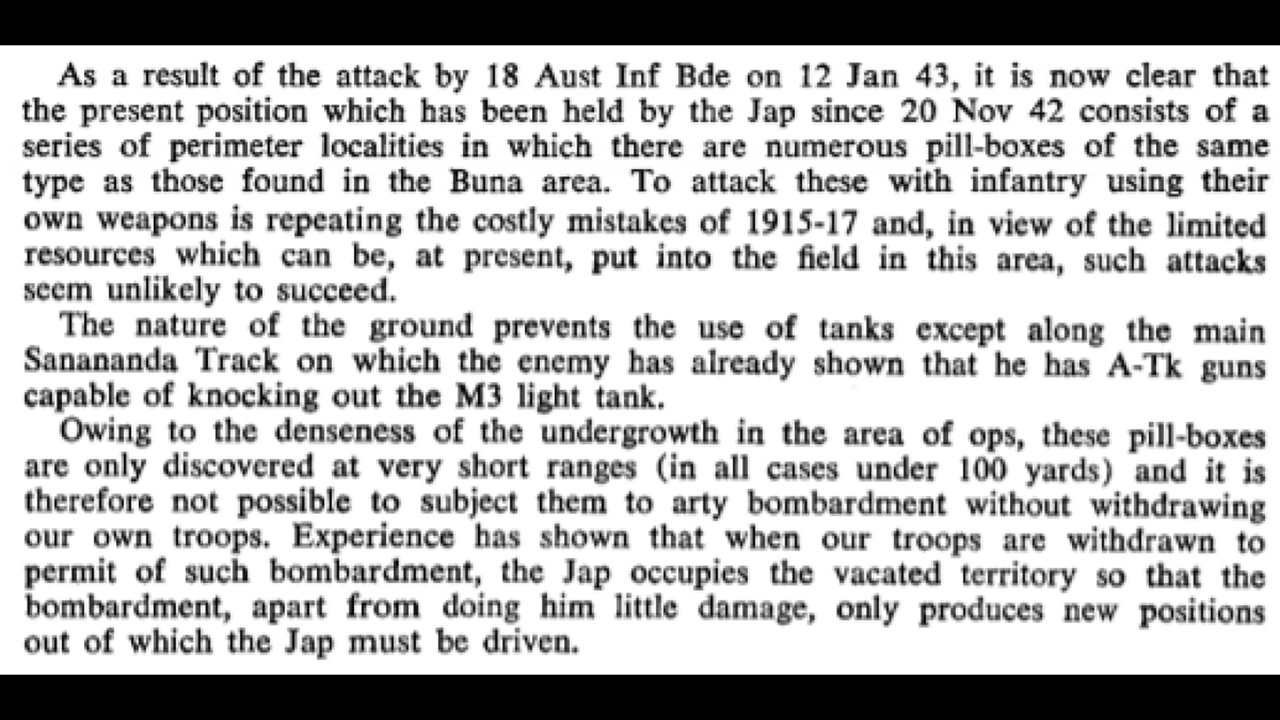 As a result of the attack by 18 Aust Inf Bde on 12 Jan 43, it is now clear that
the present position which has been held by the Jap since 20 Nov 42 consists of a
series of perimeter localities in which there are numerous pill-boxes of the same
type as those found in the Buna area. To attack these with infantry using their
own weapons is repeating the costly mistakes of 1915-17 and, in view of the limited
resources which can be, at present, put into the field in this area, such attacks
seem unlikely to succeed.
The nature of the ground prevents the use of tanks except along the main
Sanananda Track on which the enemy has already shown that he has A-Tk guns
capable of knocking out the M3 light tank.
Owing to the denseness of the undergrowth in the area of ops, these pill-boxes
are only discovered at very short ranges (in all cases under 100 yards) and it is
therefore not possible to subject them to arty bombardment without withdrawing
our own troops. Experience has shown that when our troops are withdrawn to
permit of such bombardment, the Jap occupies the vacated territory so that the
bombardment, apart from doing him little damage, only produces new positions
out of which the Jap must be driven.